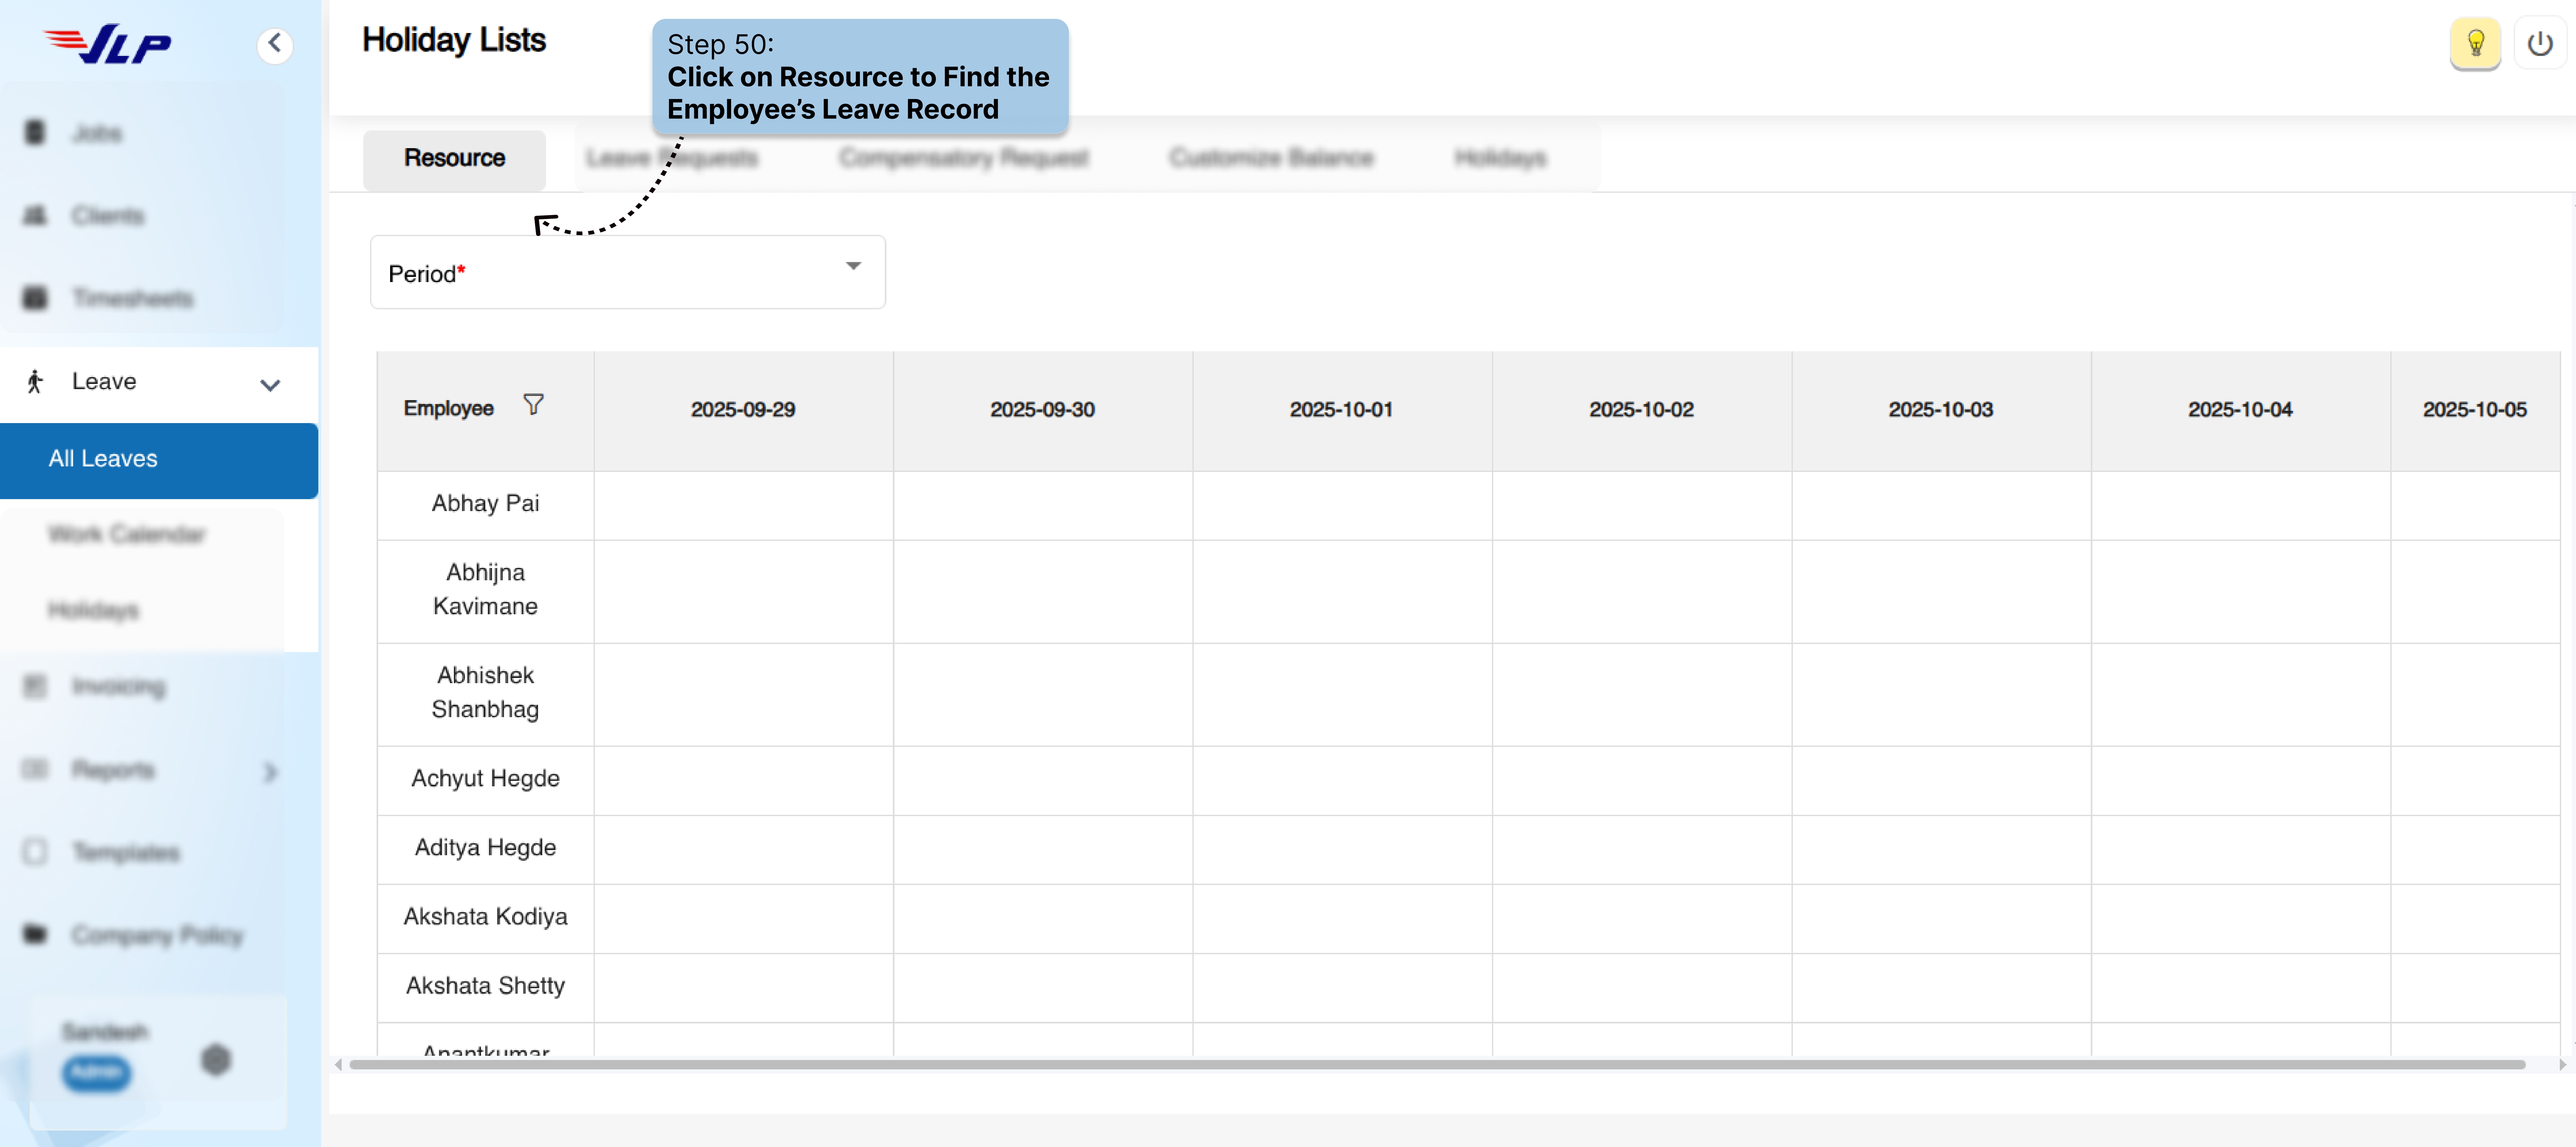 VLP
Holiday Lists
Step 50:
Click on Resource to Find the
Employee’s Leave Record
Jobs
Clients
Timesheets
Leave
All Leaves
Work Calendar
Holidays
Invoicing
Reports
Templates
Company Policy
Sandesh
Admin
Resource Leave Requests Compensatory Request Customize Balance Holidays
Period*
Employee 2025-09-29 2025-09-30 2025-10-01 2025-10-02 2025-10-03 2025-10-04 2025-10-05
Abhay Pai
Abhijna
Kavimane
Abhishek
Shanbhag
Achyut Hegde
Aditya Hegde
Akshata Kodiya
Akshata Shetty
Anantkumar